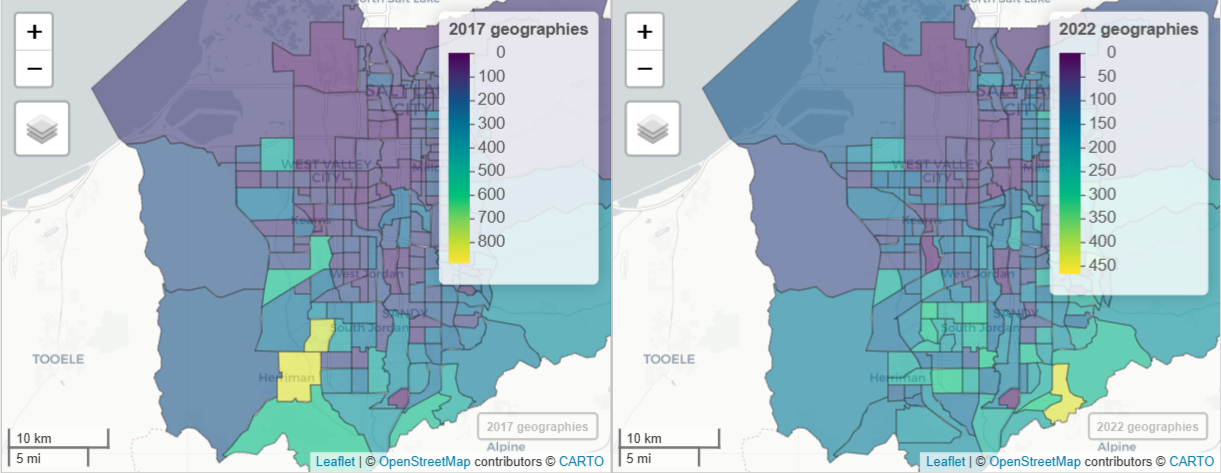 North Salt Lake
+
−
2017 geographies
0
100
200
300
400
500
600
700
800
SALT LAKE
CITY
WEST VALLEY
CITY
Kearns
West Jordan
SANDY
South Jordan
Herriman
TOOELE
Alpine
2017 geographies
10 km
5 mi
Leaflet | © OpenStreetMap contributors © CARTO
North Salt Lake
+
−
2022 geographies
0
50
100
150
200
250
300
350
400
450
SALT LAKE
CITY
WEST VALLEY
CITY
Kearns
West Jordan
SANDY
South Jordan
Herriman
TOOELE
Alpine
2022 geographies
10 km
5 mi
Leaflet | © OpenStreetMap contributors © CARTO